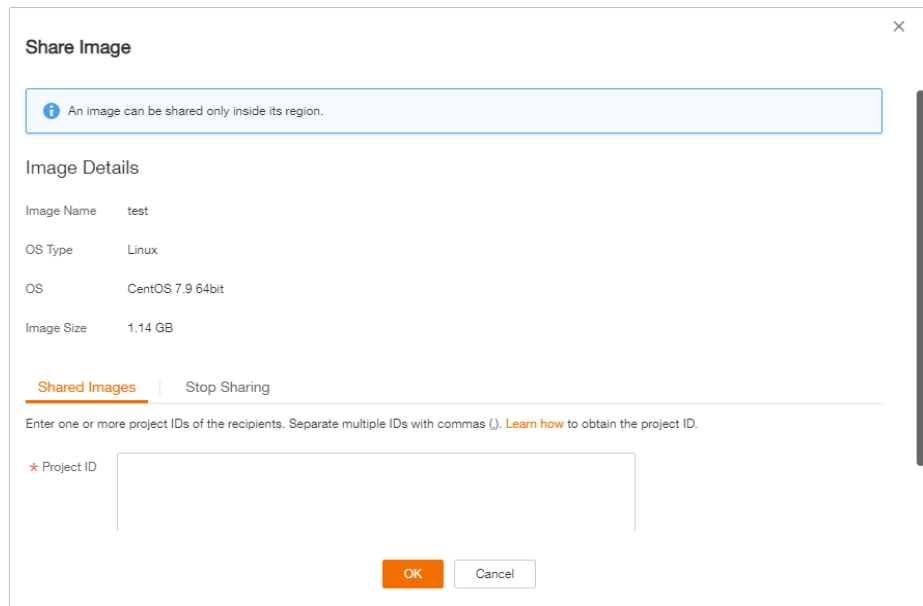 Share Image
An image can be shared only inside its region.
Image Details
Image Name test
OS Type Linux
OS CentOS 7.9 64bit
Image Size 1.14 GB
Shared Images Stop Sharing
Enter one or more project IDs of the recipients. Separate multiple IDs with commas (,). Learn how to obtain the project ID.
* Project ID
OK Cancel